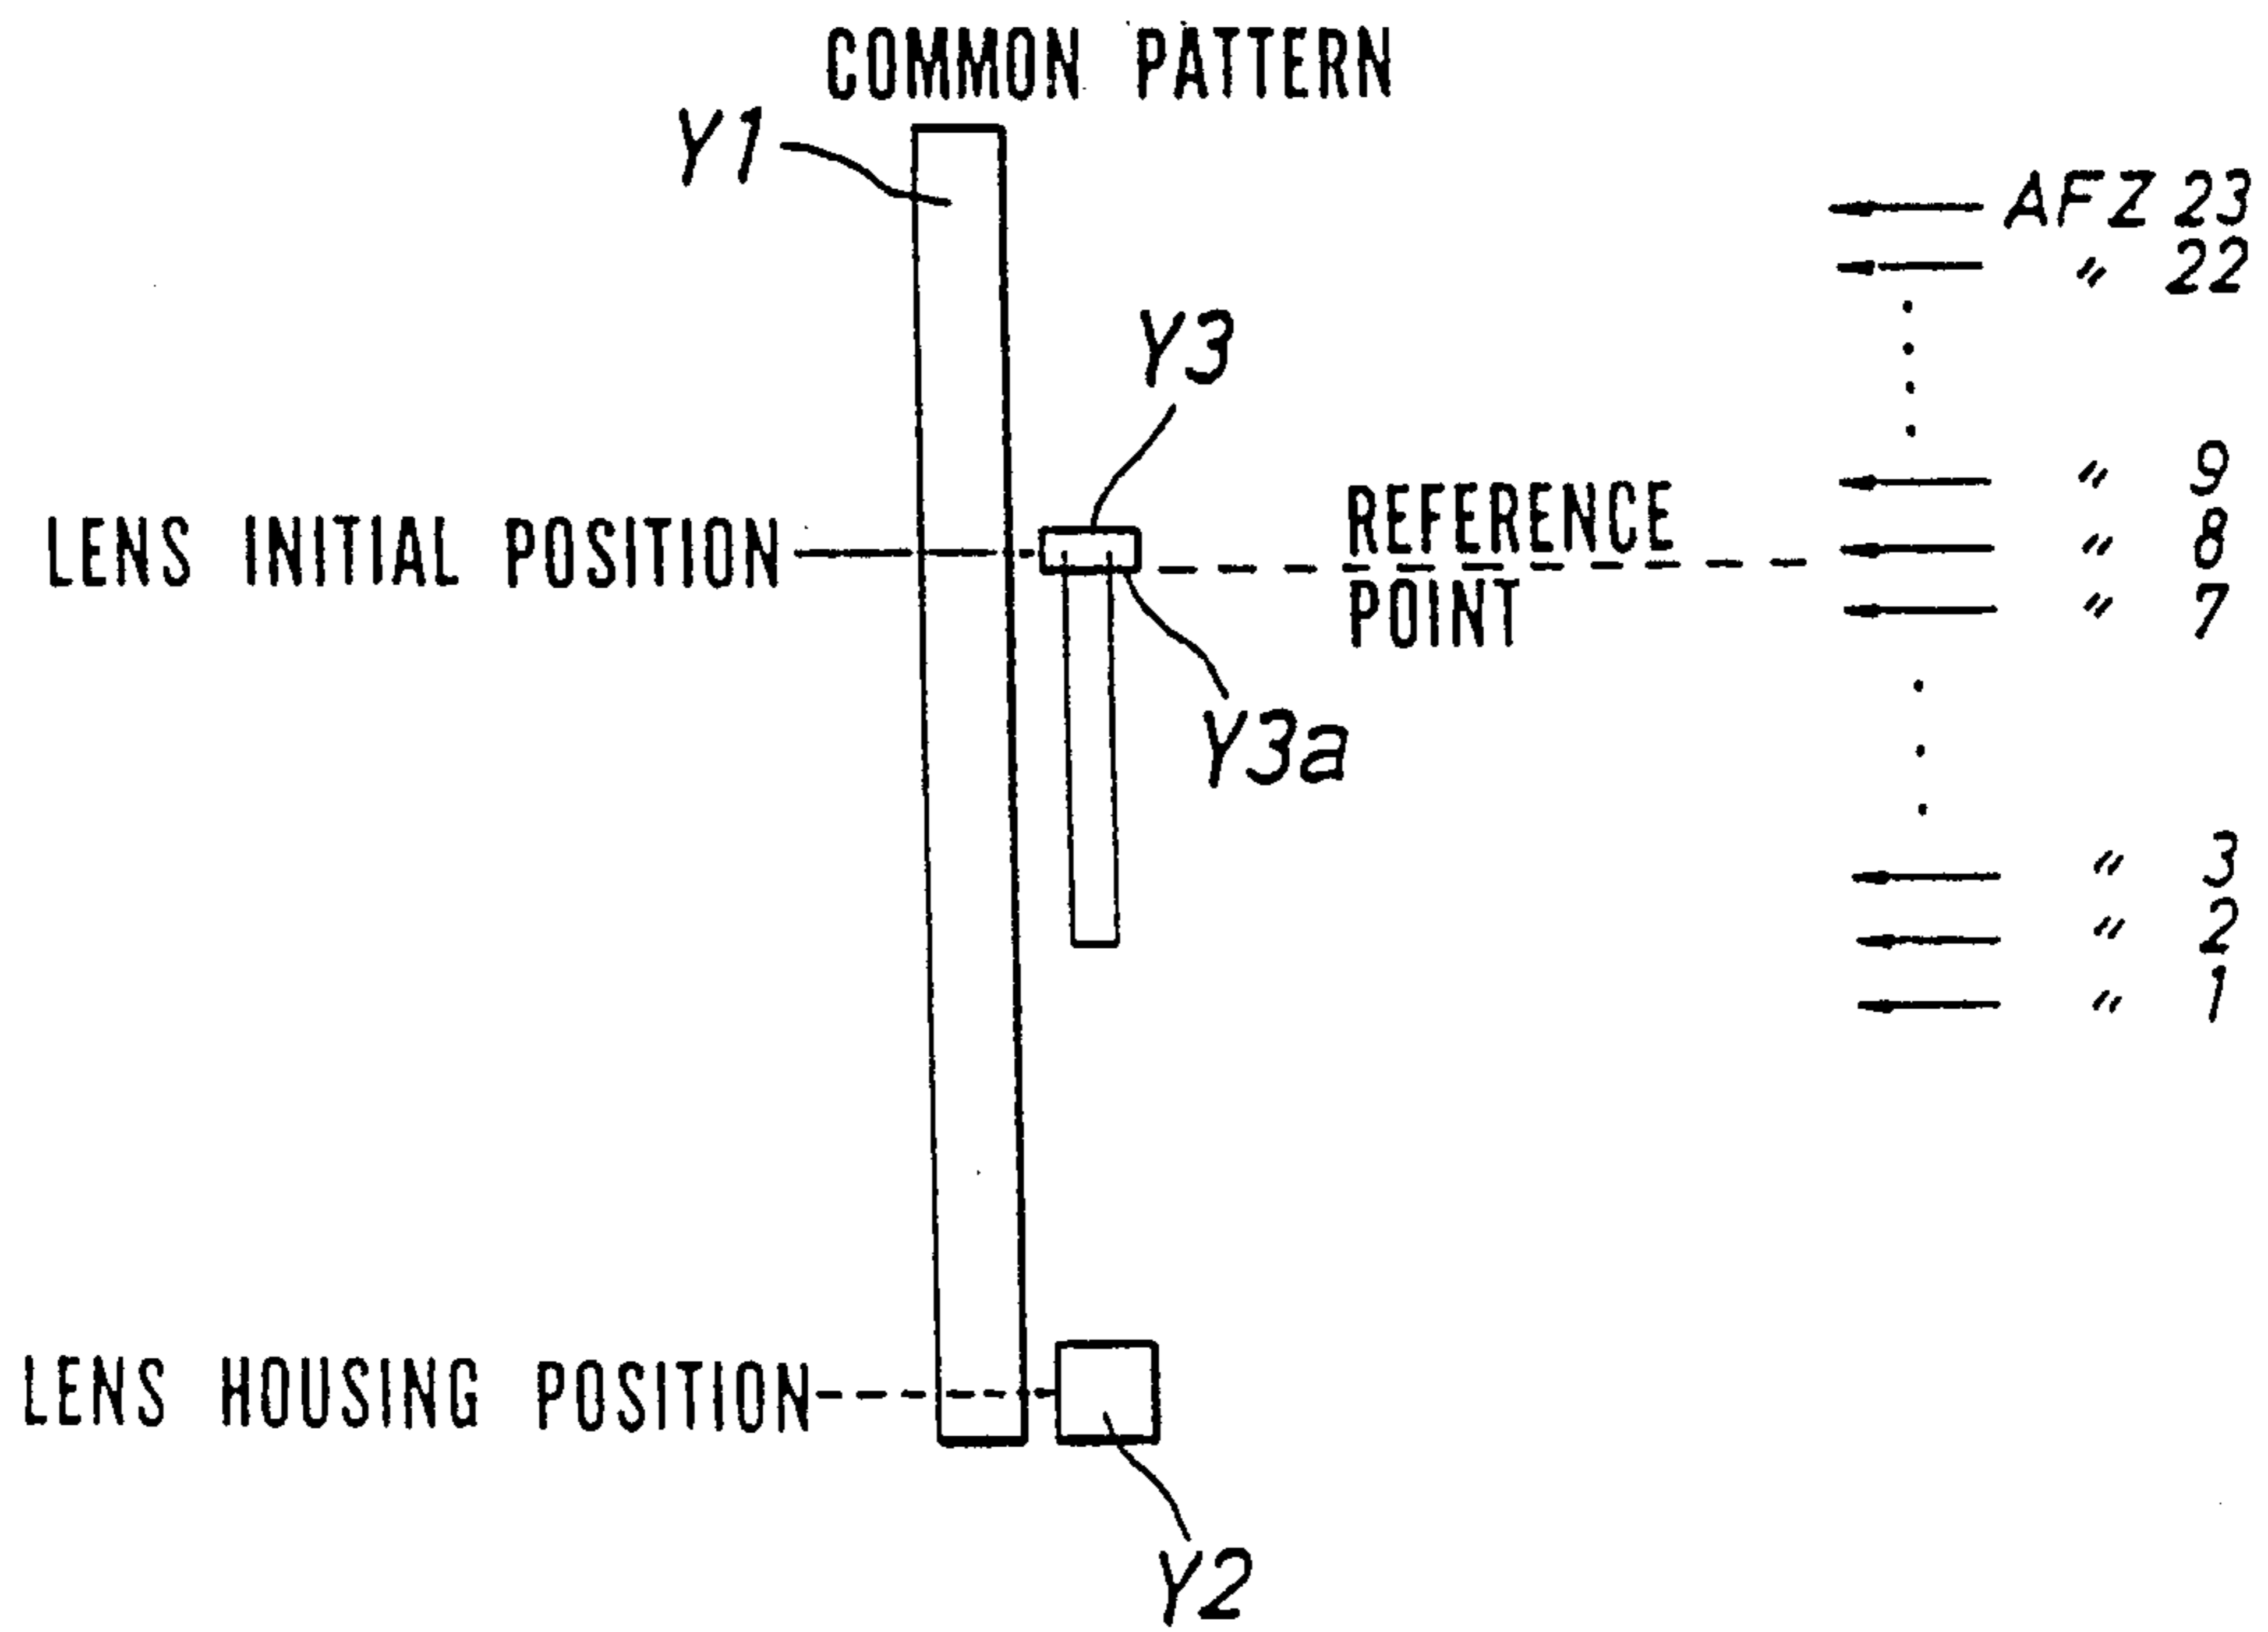 COMMON PATTERN
Y1
AFZ 23
〃 22
Y3
〃 9
REFERENCE
LENS INITIAL POSITION
〃 8
POINT
〃 7
Y3a
〃 3
〃 2
〃 1
LENS HOUSING POSITION
Y2